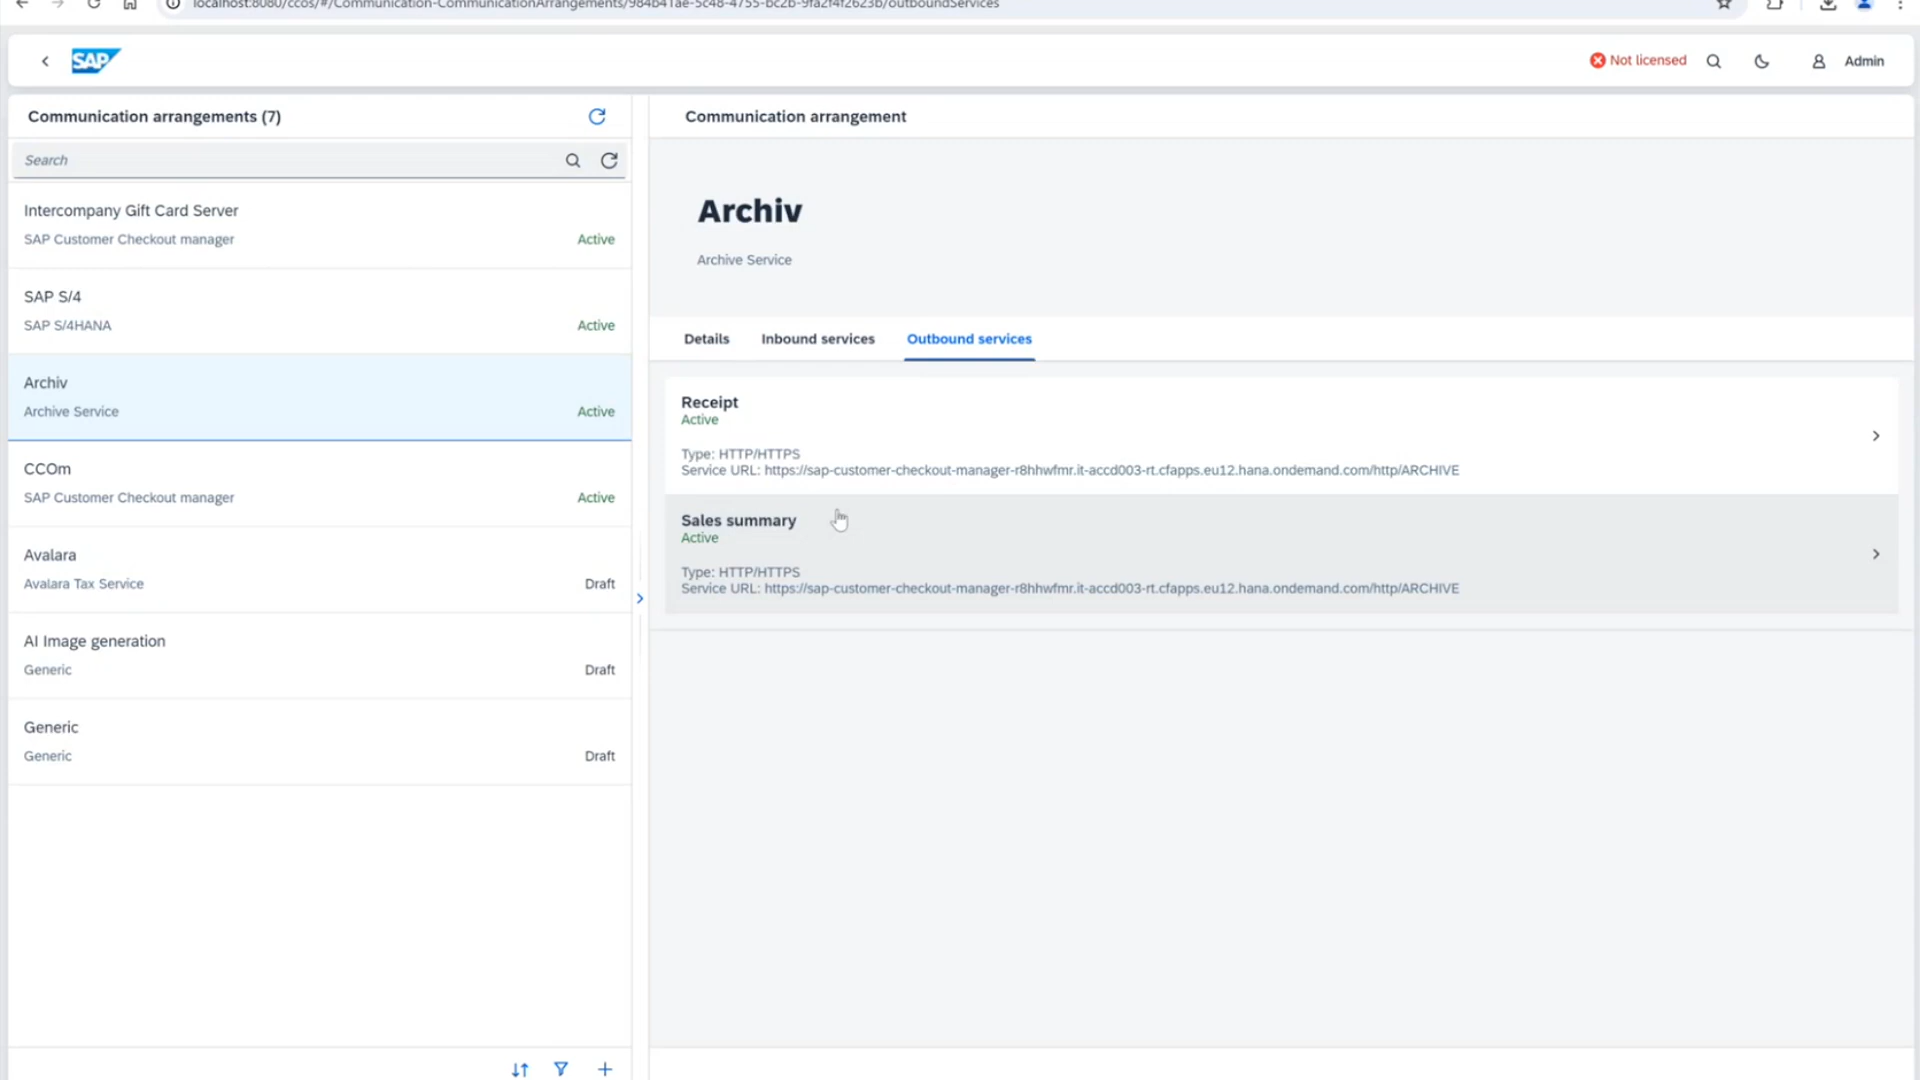 localhost:8080/ccos/#/Communication-CommunicationArrangements/984b41ae-5c48-4755-bc2b-9fa2f4f2623b/outboundServices
SAP
Not licensed
Admin
Communication arrangements (7)
Search
Intercompany Gift Card Server
SAP Customer Checkout manager
Active
SAP S/4
SAP S/4HANA
Active
Archiv
Archive Service
Active
CCOm
SAP Customer Checkout manager
Active
Avalara
Avalara Tax Service
Draft
AI Image generation
Generic
Draft
Generic
Generic
Draft
Communication arrangement
Archiv
Archive Service
Details
Inbound services
Outbound services
Receipt
Active
Type: HTTP/HTTPS
Service URL: https://sap-customer-checkout-manager-r8hhwfmr.it-accd003-rt.cfapps.eu12.hana.ondemand.com/http/ARCHIVE
Sales summary
Active
Type: HTTP/HTTPS
Service URL: https://sap-customer-checkout-manager-r8hhwfmr.it-accd003-rt.cfapps.eu12.hana.ondemand.com/http/ARCHIVE